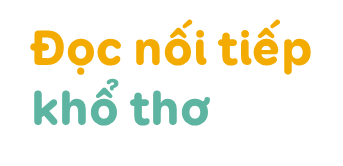 Đọc nối tiếp
khổ thơ